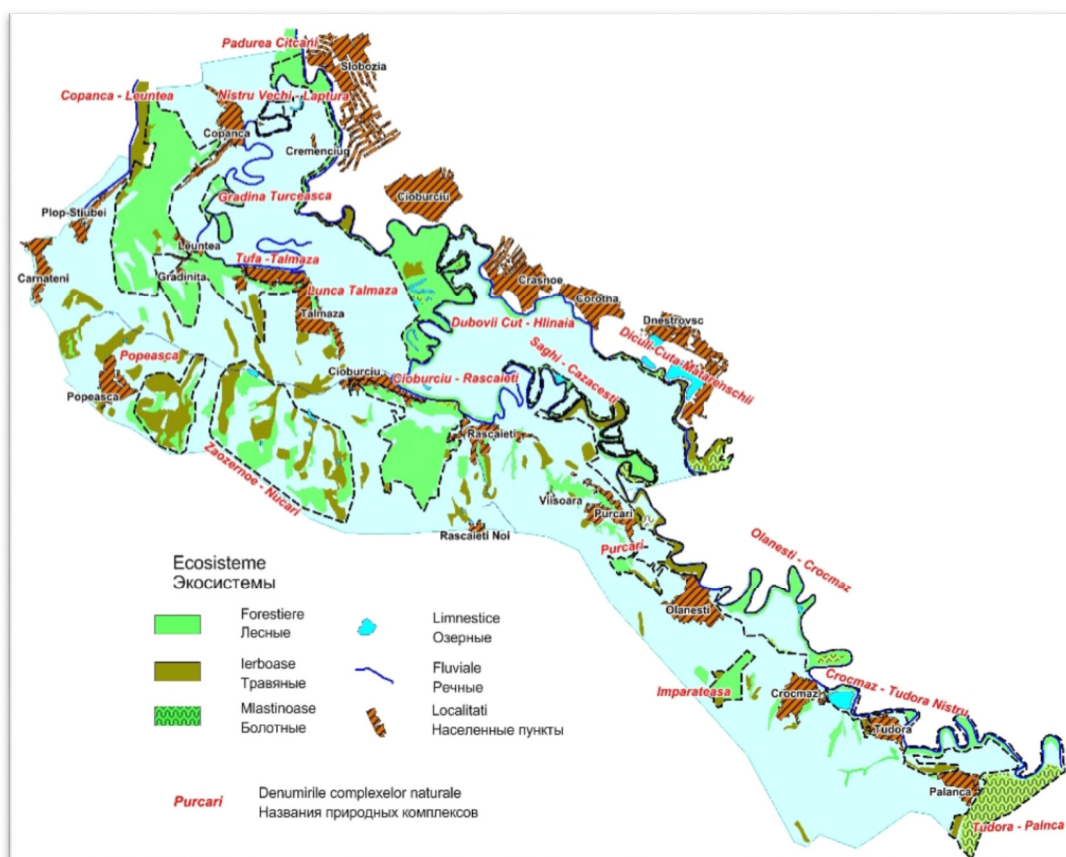 Padurea Citcani
Slobozia
Copanca - Leuntea
Nistru Vechi - Laptura
Copanca
Cremenciug
Gradina Turceasca
Cioburciu
Plop-Stiubei
Leuntea
Tufa -Talmaza
Carnateni
Gradinita
Lunca Talmaza
Crasnoe
Corotna
Talmaza
Dubovii Cut - Hlinaia
Dnestrovsc
Diculi-Cuta-Matarenschii
Saghi - Cazacesti
Popeasca
Cioburciu
Cioburciu - Rascaieti
Popeasca
Rascaieti
Zaozernoe - Nucari
Viisoara
Purcari
Rascaieti Noi
Purcari
Olanesti - Crocmaz
Olanesti
Imparateasa
Crocmaz
Crocmaz - Tudora Nistru
Tudora
Palanca
Tudora - Palnca
Ecosisteme
Экосистемы
Forestiere
Лесные
Ierboase
Травяные
Mlastinoase
Болотные
Limnestice
Озерные
Fluviale
Речные
Localitati
Населенные пункты
Purcari
Denumirile complexelor naturale
Названия природных комплексов